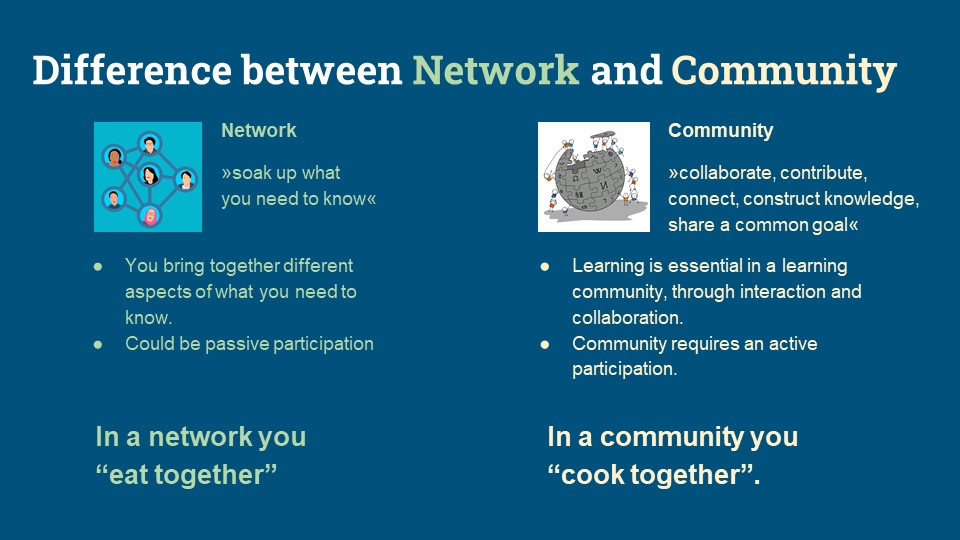 Difference between Network and Community
Network
»soak up what
you need to know«
● You bring together different
aspects of what you need to
know.
● Could be passive participation
In a network you
“eat together”
Community
»collaborate, contribute,
connect, construct knowledge,
share a common goal«
● Learning is essential in a learning
community, through interaction and
collaboration.
● Community requires an active
participation.
In a community you
“cook together”.